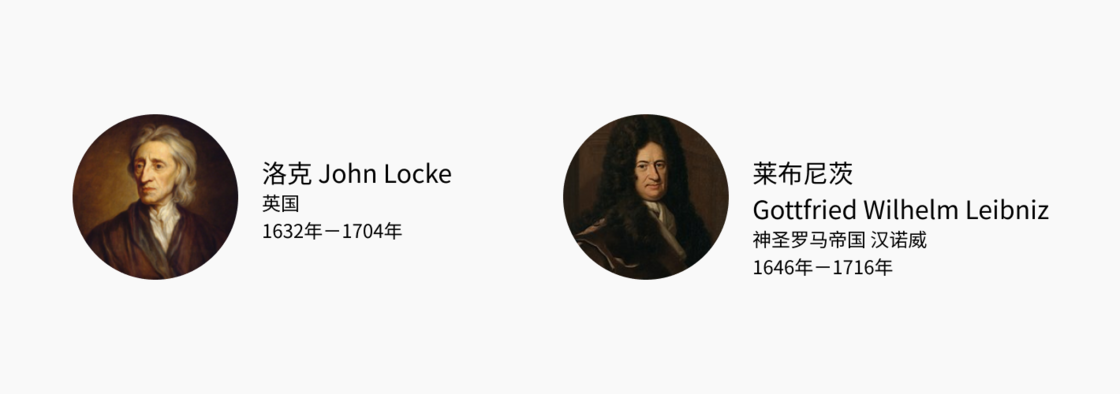 洛克 John Locke
英国
1632年－1704年
莱布尼茨
Gottfried Wilhelm Leibniz
神圣罗马帝国 汉诺威
1646年－1716年